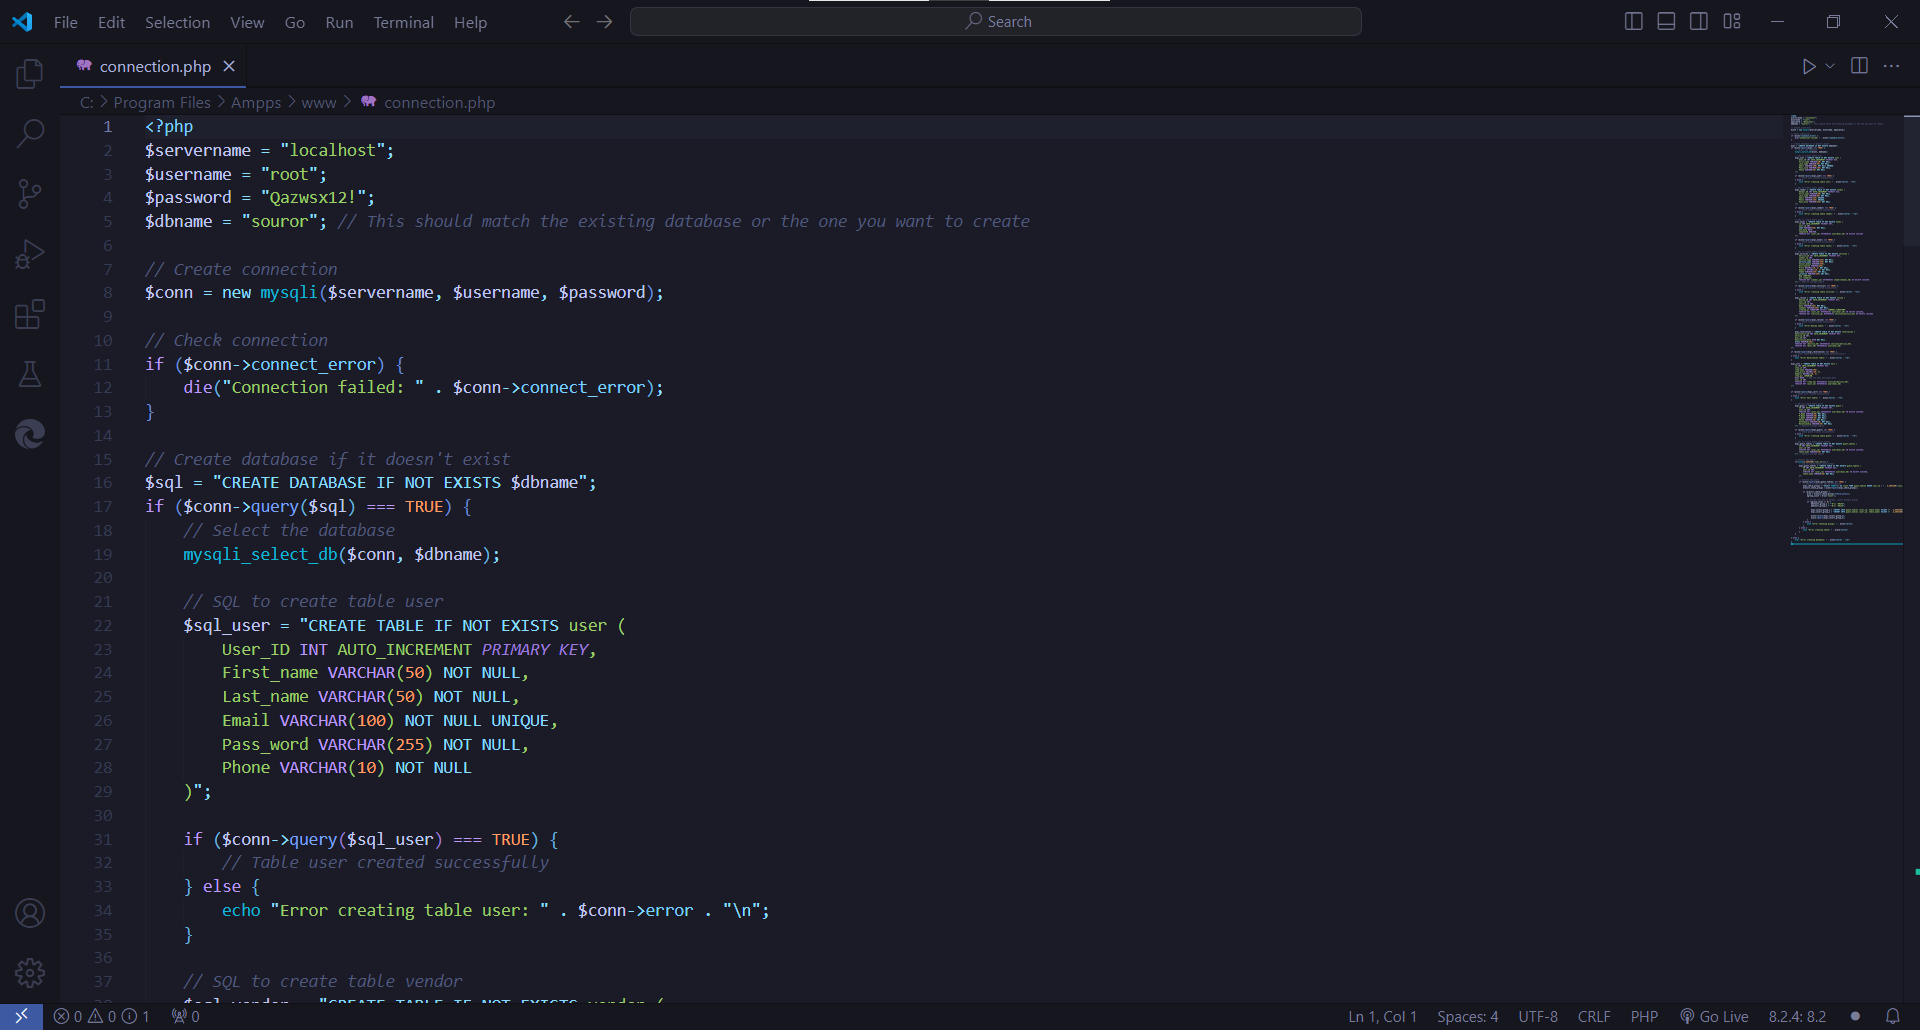 File Edit Selection View Go Run Terminal Help
Search
connection.php
C: > Program Files > Ampps > www > connection.php
1 <?php
2 $servername = "localhost";
3 $username = "root";
4 $password = "Qazwsx12!";
5 $dbname = "souror"; // This should match the existing database or the one you want to create
6
7 // Create connection
8 $conn = new mysqli($servername, $username, $password);
9
10 // Check connection
11 if ($conn->connect_error) {
12 die("Connection failed: " . $conn->connect_error);
13 }
14
15 // Create database if it doesn't exist
16 $sql = "CREATE DATABASE IF NOT EXISTS $dbname";
17 if ($conn->query($sql) === TRUE) {
18 // Select the database
19 mysqli_select_db($conn, $dbname);
20
21 // SQL to create table user
22 $sql_user = "CREATE TABLE IF NOT EXISTS user (
23 User_ID INT AUTO_INCREMENT PRIMARY KEY,
24 First_name VARCHAR(50) NOT NULL,
25 Last_name VARCHAR(50) NOT NULL,
26 Email VARCHAR(100) NOT NULL UNIQUE,
27 Pass_word VARCHAR(255) NOT NULL,
28 Phone VARCHAR(10) NOT NULL
29 )";
30
31 if ($conn->query($sql_user) === TRUE) {
32 // Table user created successfully
33 } else {
34 echo "Error creating table user: " . $conn->error . "\n";
35 }
36
37 // SQL to create table vendor
38 $sql_vendor = "CREATE TABLE IF NOT EXISTS vendor (
0 0 1 0
Ln 1, Col 1 Spaces: 4 UTF-8 CRLF PHP Go Live 8.2.4: 8.2